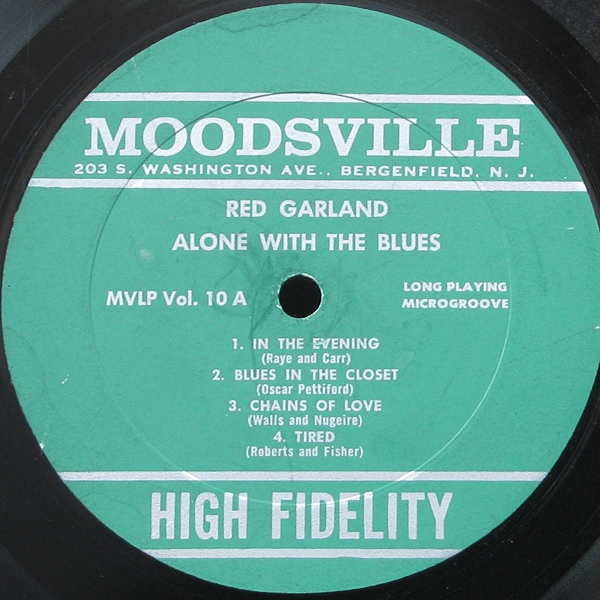 MOODSVILLE
203 S. WASHINGTON AVE.. BERGENFIELD. N. J.
RED GARLAND
ALONE WITH THE BLUES
MVLP Vol. 10 A
LONG PLAYING
MICROGROOVE
1. IN THE EVENING
(Raye and Carr)
2. BLUES IN THE CLOSET
(Oscar Pettiford)
3. CHAINS OF LOVE
(Walls and Nugeire)
4. TIRED
(Roberts and Fisher)
HIGH FIDELITY